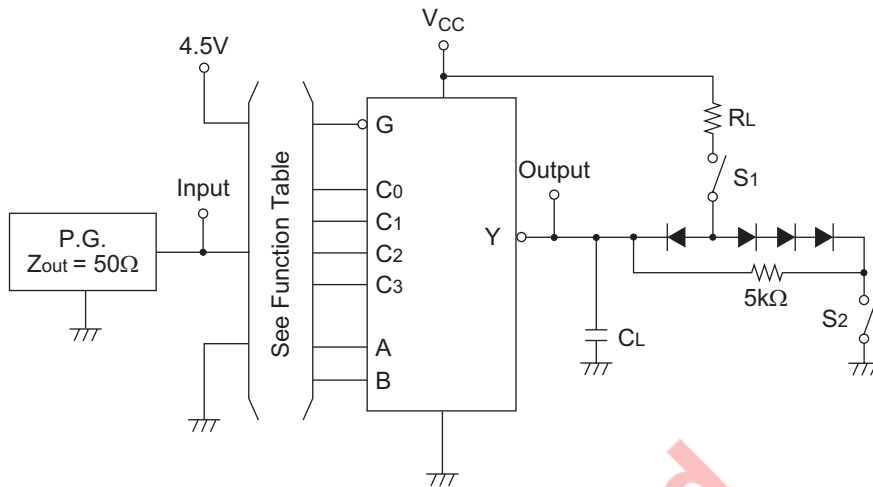 VCC
4.5V
RL
G
Input
Output
S1
C0
C1
P.G.
Zout = 50Ω
See Function Table
Y
C2
C3
5kΩ
S2
CL
A
B